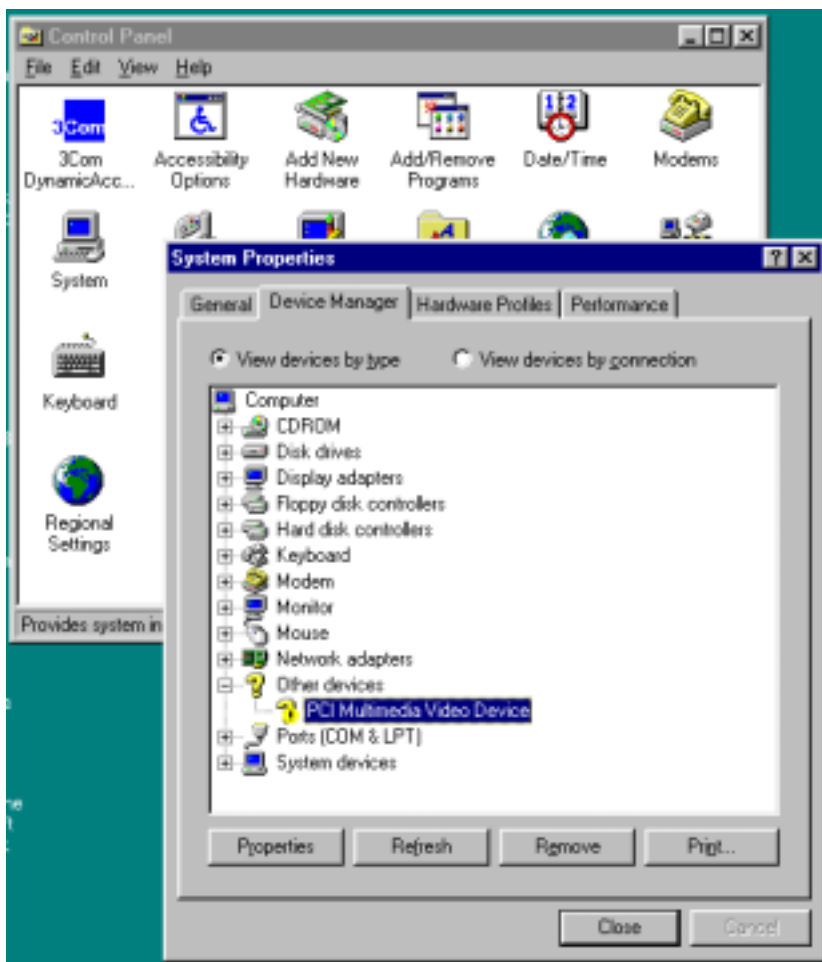 Control Panel
File Edit View Help
3Com
3Com DynamicAcc...
Accessibility Options
Add New Hardware
Add/Remove Programs
Date/Time
Modems
System
Keyboard
Regional Settings
Provides system in
System Properties
General Device Manager Hardware Profiles Performance
View devices by type View devices by connection
Computer
CDROM
Disk drives
Display adapters
Floppy disk controllers
Hard disk controllers
Keyboard
Modem
Monitor
Mouse
Network adapters
Other devices
PCI Multimedia Video Device
Ports (COM & LPT)
System devices
Properties Refresh Remove Print...
Close Cancel